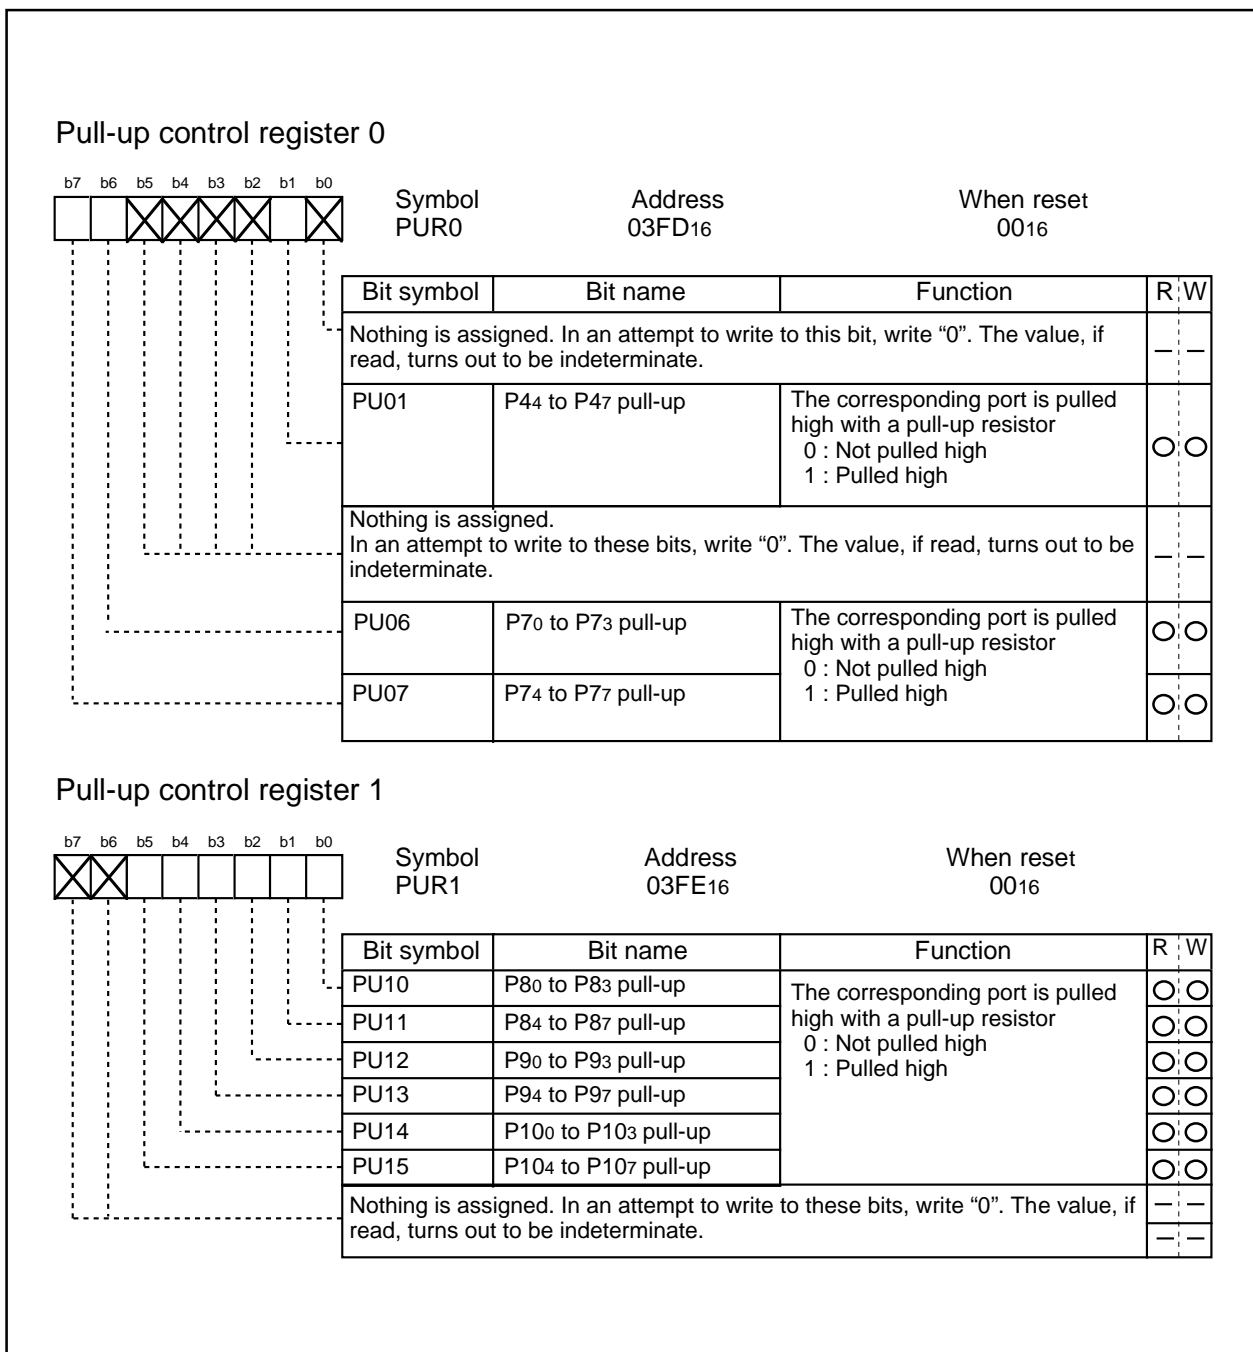 Pull-up control register 0
b7 b6 b5 b4 b3 b2 b1 b0
Symbol Address When reset
PUR0 03FD16 0016
Bit symbol Bit name Function R W
Nothing is assigned. In an attempt to write to this bit, write “0”. The value, if
read, turns out to be indeterminate.
— —
PU01 P44 to P47 pull-up The corresponding port is pulled
high with a pull-up resistor
0 : Not pulled high
1 : Pulled high
Nothing is assigned.
In an attempt to write to these bits, write “0”. The value, if read, turns out to be
indeterminate.
— —
PU06 P70 to P73 pull-up The corresponding port is pulled
high with a pull-up resistor
0 : Not pulled high
PU07 P74 to P77 pull-up 1 : Pulled high
Pull-up control register 1
b7 b6 b5 b4 b3 b2 b1 b0
Symbol Address When reset
PUR1 03FE16 0016
Bit symbol Bit name Function R W
PU10 P80 to P83 pull-up The corresponding port is pulled
PU11 P84 to P87 pull-up high with a pull-up resistor
0 : Not pulled high
PU12 P90 to P93 pull-up 1 : Pulled high
PU13 P94 to P97 pull-up
PU14 P100 to P103 pull-up
PU15 P104 to P107 pull-up
Nothing is assigned. In an attempt to write to these bits, write “0”. The value, if — —
read, turns out to be indeterminate. — —